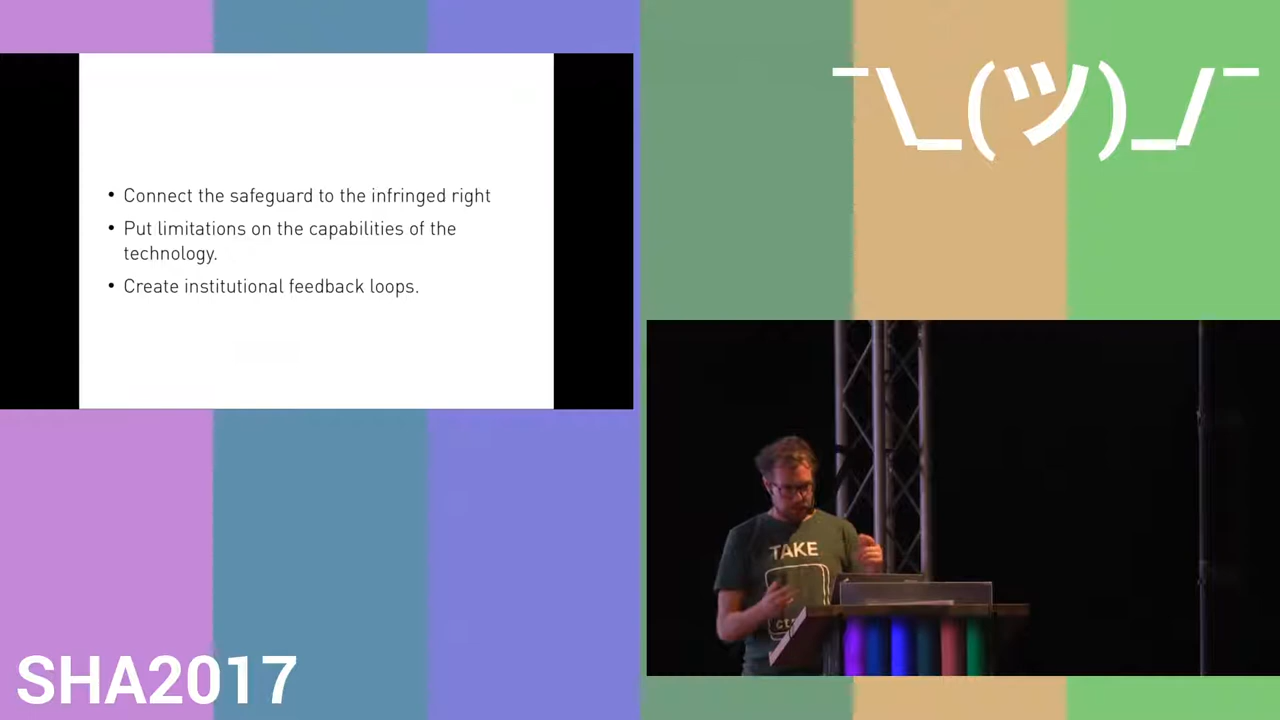 • Connect the safeguard to the infringed right
• Put limitations on the capabilities of the
technology.
• Create institutional feedback loops.
¯\_(ツ)_/¯
TAKE
SHA2017